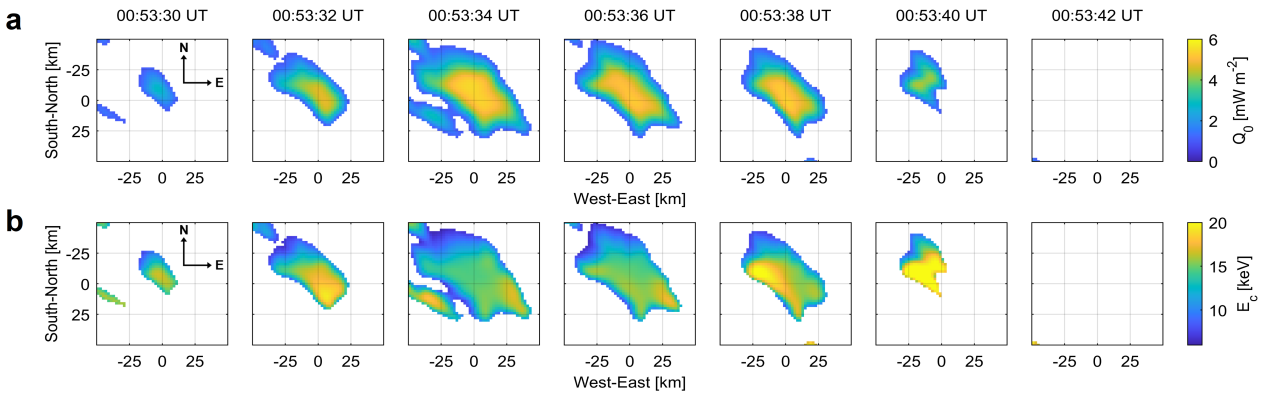 a
00:53:30 UT 00:53:32 UT 00:53:34 UT 00:53:36 UT 00:53:38 UT 00:53:40 UT 00:53:42 UT
South-North [km]
-25
0
25
N
E
-25 0 25 -25 0 25 -25 0 25 -25 0 25 -25 0 25 -25 0 25 -25 0 25
West-East [km]
6
4
2
0
Q₀ [mW m⁻²]
b
South-North [km]
-25
0
25
N
E
-25 0 25 -25 0 25 -25 0 25 -25 0 25 -25 0 25 -25 0 25 -25 0 25
West-East [km]
20
15
10
E_c [keV]